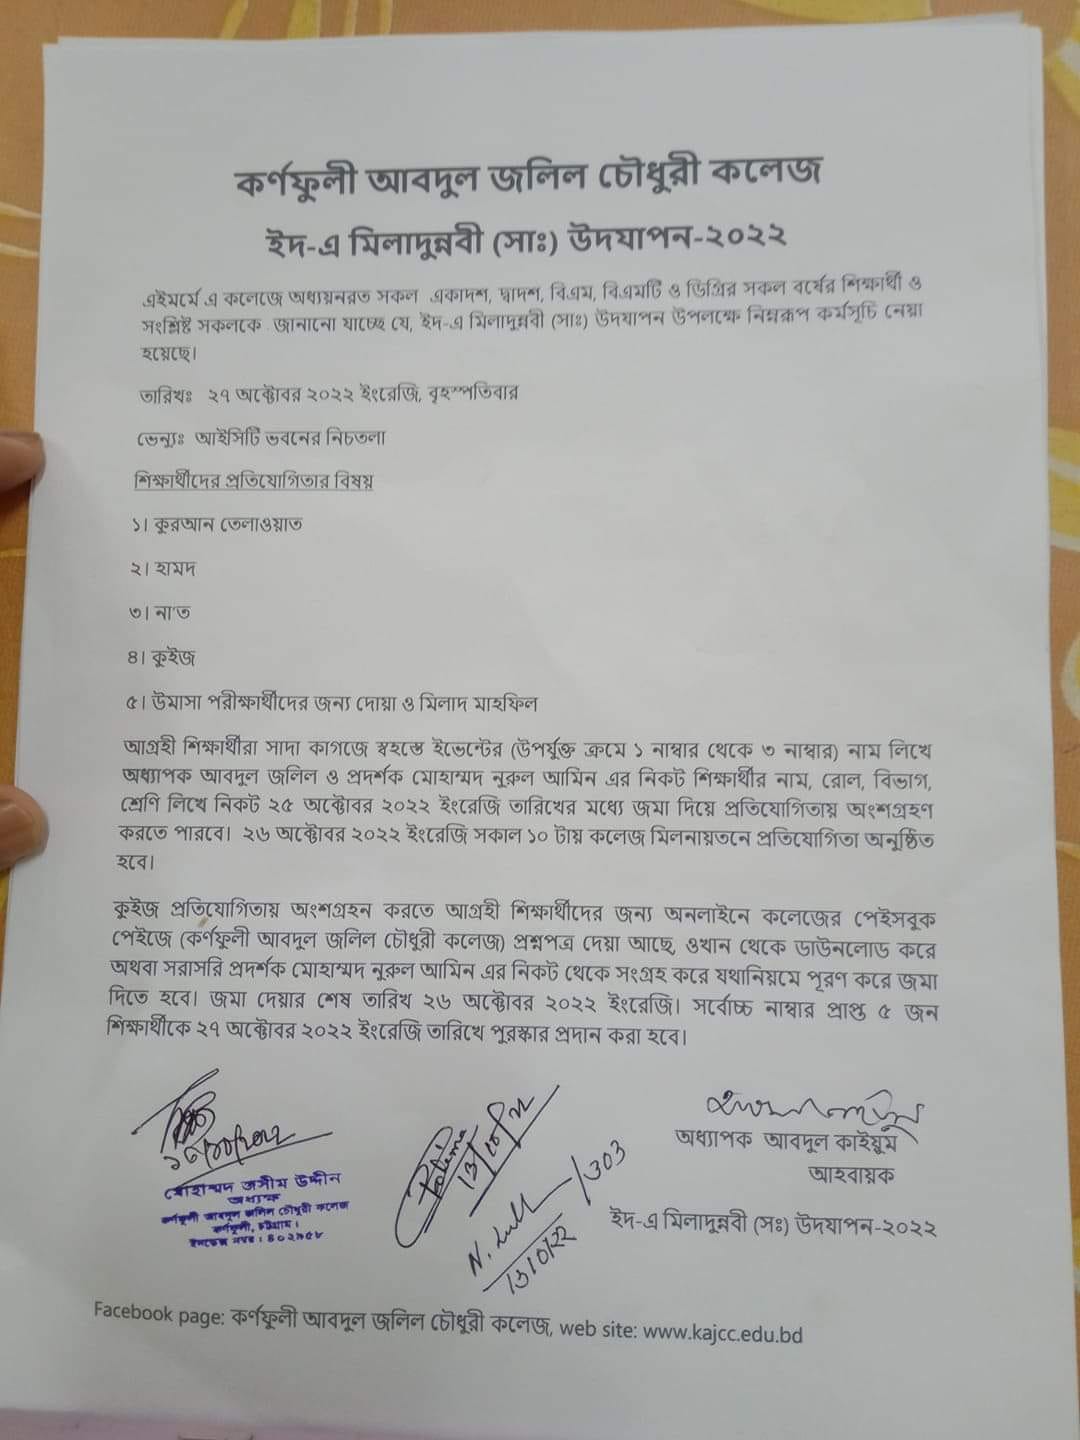 কর্ণফুলী আবদুল জলিল চৌধুরী কলেজ
ইদ-এ মিলাদুন্নবী (সাঃ) উদযাপন-২০২২
এইমর্মে এ কলেজে অধ্যয়নরত সকল একাদশ, দ্বাদশ, বিএম, বিএমটি ও ডিগ্রির সকল বর্ষের শিক্ষার্থী ও
সংশ্লিষ্ট সকলকে জানানো যাচ্ছে যে, ইদ-এ মিলাদুন্নবী (সাঃ) উদযাপন উপলক্ষে নিম্নরূপ কর্মসূচি নেয়া
হয়েছে।
তারিখঃ ২৭ অক্টোবর ২০২২ ইংরেজি, বৃহস্পতিবার
ভেন্যুঃ আইসিটি ভবনের নিচতলা
শিক্ষার্থীদের প্রতিযোগিতার বিষয়
১। কুরআন তেলাওয়াত
২। হামদ
৩। না'ত
৪। কুইজ
৫। উমাসা পরীক্ষার্থীদের জন্য দোয়া ও মিলাদ মাহফিল
আগ্রহী শিক্ষার্থীরা সাদা কাগজে স্বহস্তে ইভেন্টের (উপর্যুক্ত ক্রমে ১ নাম্বার থেকে ৩ নাম্বার) নাম লিখে
অধ্যাপক আবদুল জলিল ও প্রদর্শক মোহাম্মদ নুরুল আমিন এর নিকট শিক্ষার্থীর নাম, রোল, বিভাগ,
শ্রেণি লিখে নিকট ২৫ অক্টোবর ২০২২ ইংরেজি তারিখের মধ্যে জমা দিয়ে প্রতিযোগিতায় অংশগ্রহণ
করতে পারবে। ২৬ অক্টোবর ২০২২ ইংরেজি সকাল ১০ টায় কলেজ মিলনায়তনে প্রতিযোগিতা অনুষ্ঠিত
হবে।
কুইজ প্রতিযোগিতায় অংশগ্রহন করতে আগ্রহী শিক্ষার্থীদের জন্য অনলাইনে কলেজের পেইসবুক
পেইজে (কর্ণফুলী আবদুল জলিল চৌধুরী কলেজ) প্রশ্নপত্র দেয়া আছে, ওখান থেকে ডাউনলোড করে
অথবা সরাসরি প্রদর্শক মোহাম্মদ নুরুল আমিন এর নিকট থেকে সংগ্রহ করে যথানিয়মে পূরণ করে জমা
দিতে হবে। জমা দেয়ার শেষ তারিখ ২৬ অক্টোবর ২০২২ ইংরেজি। সর্বোচ্চ নাম্বার প্রাপ্ত ৫ জন
শিক্ষার্থীকে ২৭ অক্টোবর ২০২২ ইংরেজি তারিখে পুরস্কার প্রদান করা হবে।
মোহাম্মদ জসীম উদ্দীন
অধ্যক্ষ
কর্ণফুলী আবদুল জলিল চৌধুরী কলেজ
কর্ণফুলী, চট্টগ্রাম।
13/10/22
13/10/22
অধ্যাপক আবদুল কাইয়ুম
আহবায়ক
ইদ-এ মিলাদুন্নবী (সঃ) উদযাপন-২০২২
Facebook page: কর্ণফুলী আবদুল জলিল চৌধুরী কলেজ, web site: www.kajcc.edu.bd